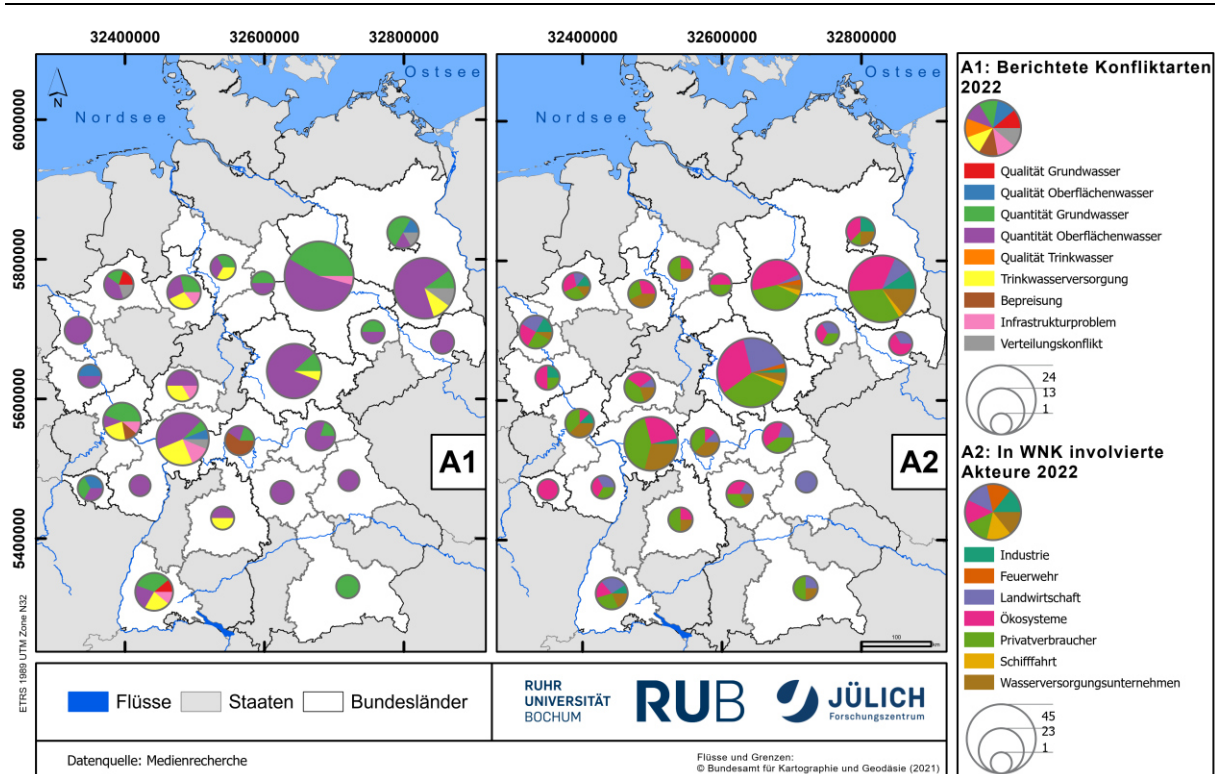 32400000 32600000 32800000
32400000 32600000 32800000
6000000
5800000
5600000
5400000
ETRS 1989 UTM Zone N32
N
Ostsee
Nordsee
A1
N
Ostsee
Nordsee
A2
100
km
A1: Berichtete Konfliktarten
2022
Qualität Grundwasser
Qualität Oberflächenwasser
Quantität Grundwasser
Quantität Oberflächenwasser
Qualität Trinkwasser
Trinkwasserversorgung
Bepreisung
Infrastrukturproblem
Verteilungskonflikt
24
13
1
A2: In WNK involvierte
Akteure 2022
Industrie
Feuerwehr
Landwirtschaft
Ökosysteme
Privatverbraucher
Schifffahrt
Wasserversorgungsunternehmen
45
23
1
Flüsse Staaten Bundesländer
RUHR
UNIVERSITÄT
BOCHUM
RUB
JÜLICH
Forschungszentrum
Datenquelle: Medienrecherche
Flüsse und Grenzen:
© Bundesamt für Kartographie und Geodäsie (2021)